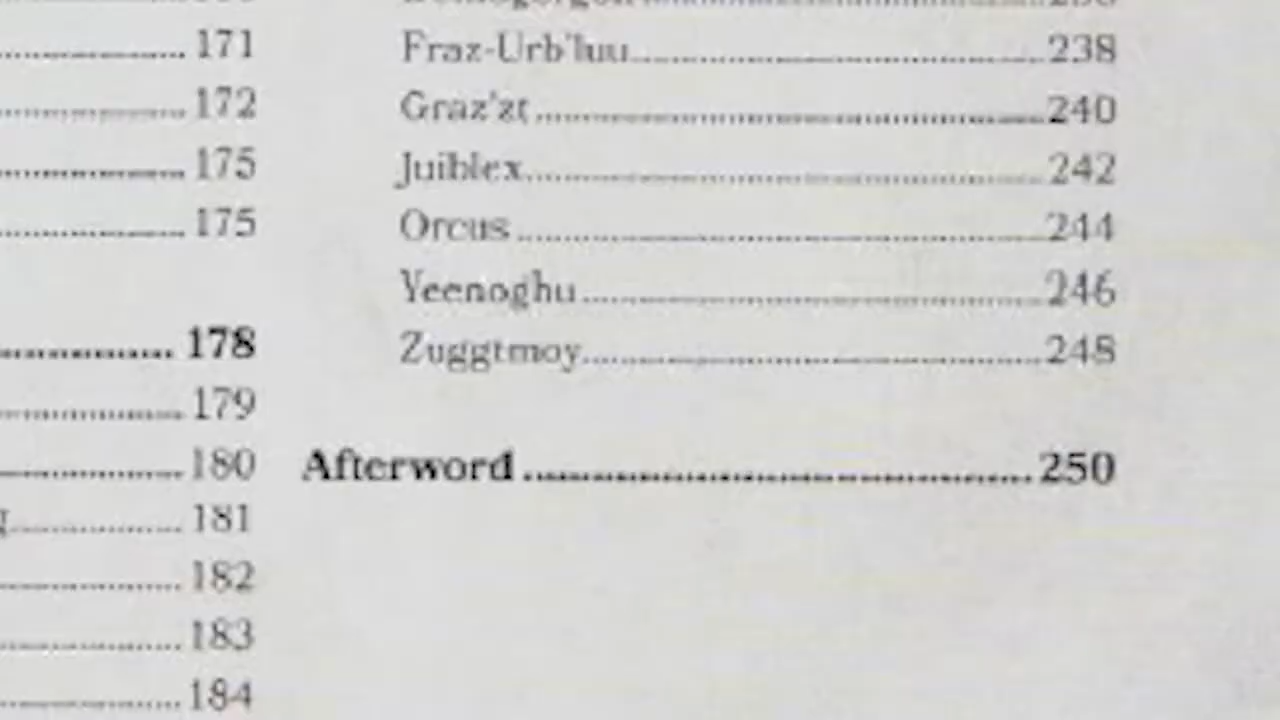 171
172
175
175
178
179
180
181
182
183
184
Fraz-Urb'luu 238
Graz'zt 240
Juiblex 242
Orcus 244
Yeenoghu 246
Zuggtmoy 248
Afterword 250